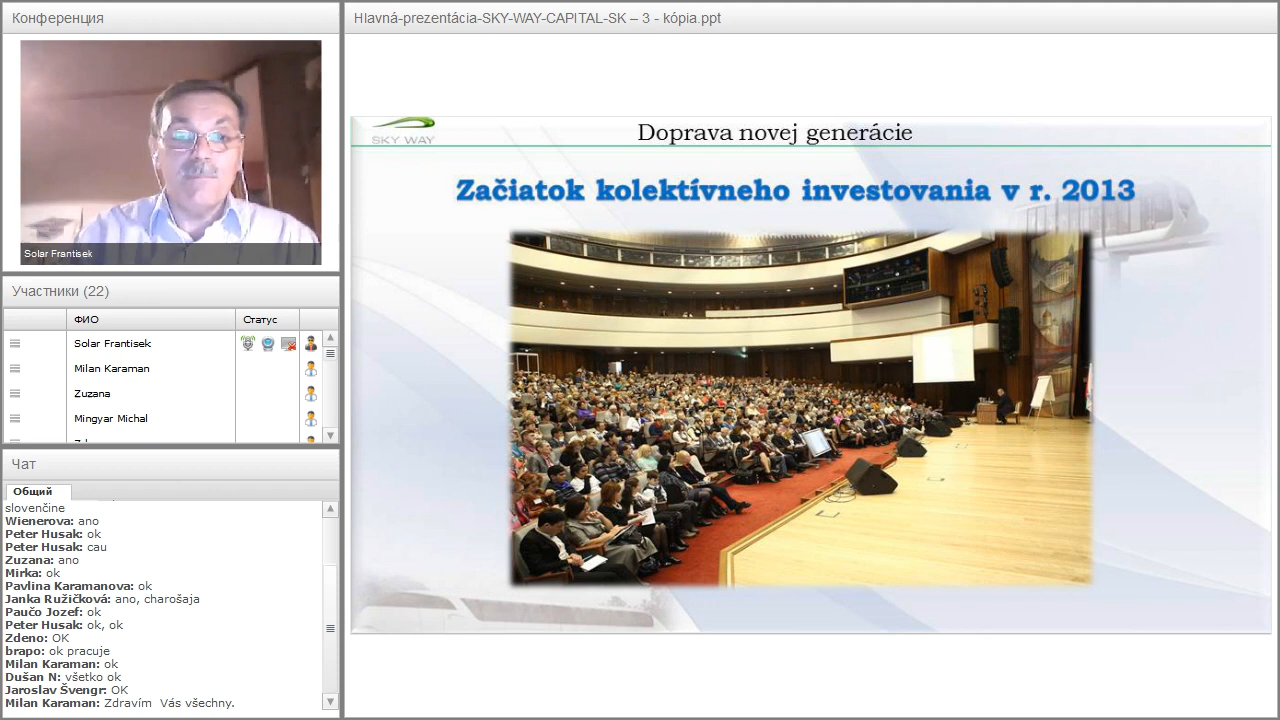 Конференция
Solar Frantisek
Участники (22)
ФИО Статус
Solar Frantisek
Milan Karaman
Zuzana
Mingyar Michal
Чат
Общий
slovenčine
Wienerova: ano
Peter Husak: ok
Peter Husak: cau
Zuzana: ano
Mirka: ok
Pavlina Karamanova: ok
Janka Ružičková: ano, charošaja
Paučo Jozef: ok
Peter Husak: ok, ok
Zdeno: OK
brapo: ok pracuje
Milan Karaman: ok
Dušan N: všetko ok
Jaroslav Švengr: OK
Milan Karaman: Zdravím Vás všechny.
Hlavná-prezentácia-SKY-WAY-CAPITAL-SK – 3 - kópia.ppt
SKY WAY
Doprava novej generácie
Začiatok kolektívneho investovania v r. 2013